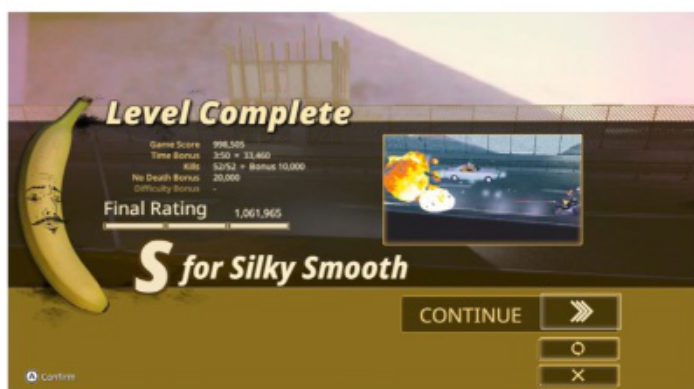 Level Complete
Game Score 998,505
Time Bonus 3:50 = 33,460
Kills 52/52 = Bonus 10,000
No Death Bonus 20,000
Difficulty Bonus -
Final Rating 1,061,965
S for Silky Smooth
CONTINUE
A Confirm